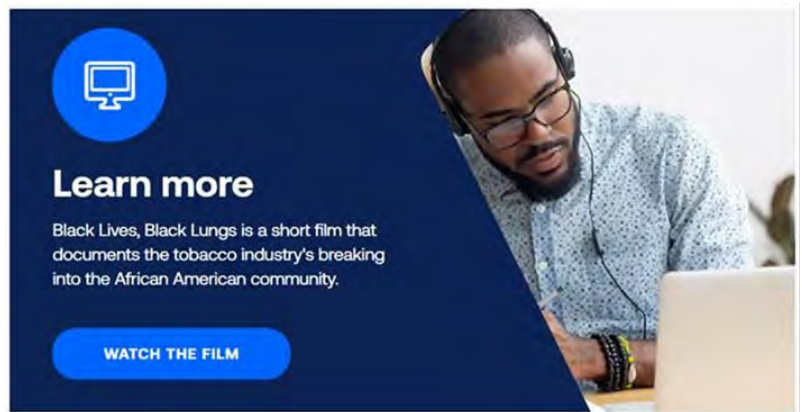 Learn more
Black Lives, Black Lungs is a short film that
documents the tobacco industry's breaking
into the African American community.
WATCH THE FILM